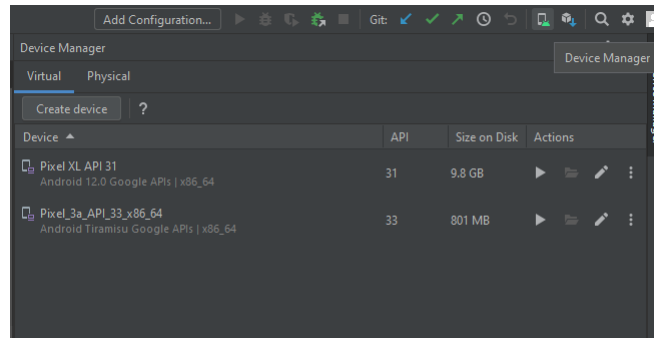 Add Configuration...
Git:
Device Manager
Device Manager
Virtual Physical
Create device ?
Device API Size on Disk Actions
Pixel XL API 31
Android 12.0 Google APIs | x86_64
31 9.8 GB
Pixel_3a_API_33_x86_64
Android Tiramisu Google APIs | x86_64
33 801 MB